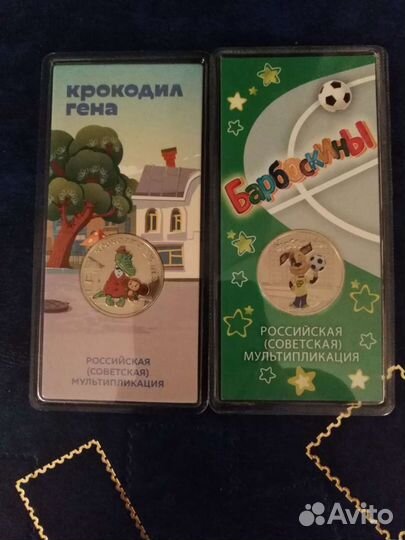 крокодил
гена
РОССИЙСКАЯ
(СОВЕТСКАЯ)
МУЛЬТИПЛИКАЦИЯ
Барбоскины
РОССИЙСКАЯ
(СОВЕТСКАЯ)
МУЛЬТИПЛИКАЦИЯ
Avito